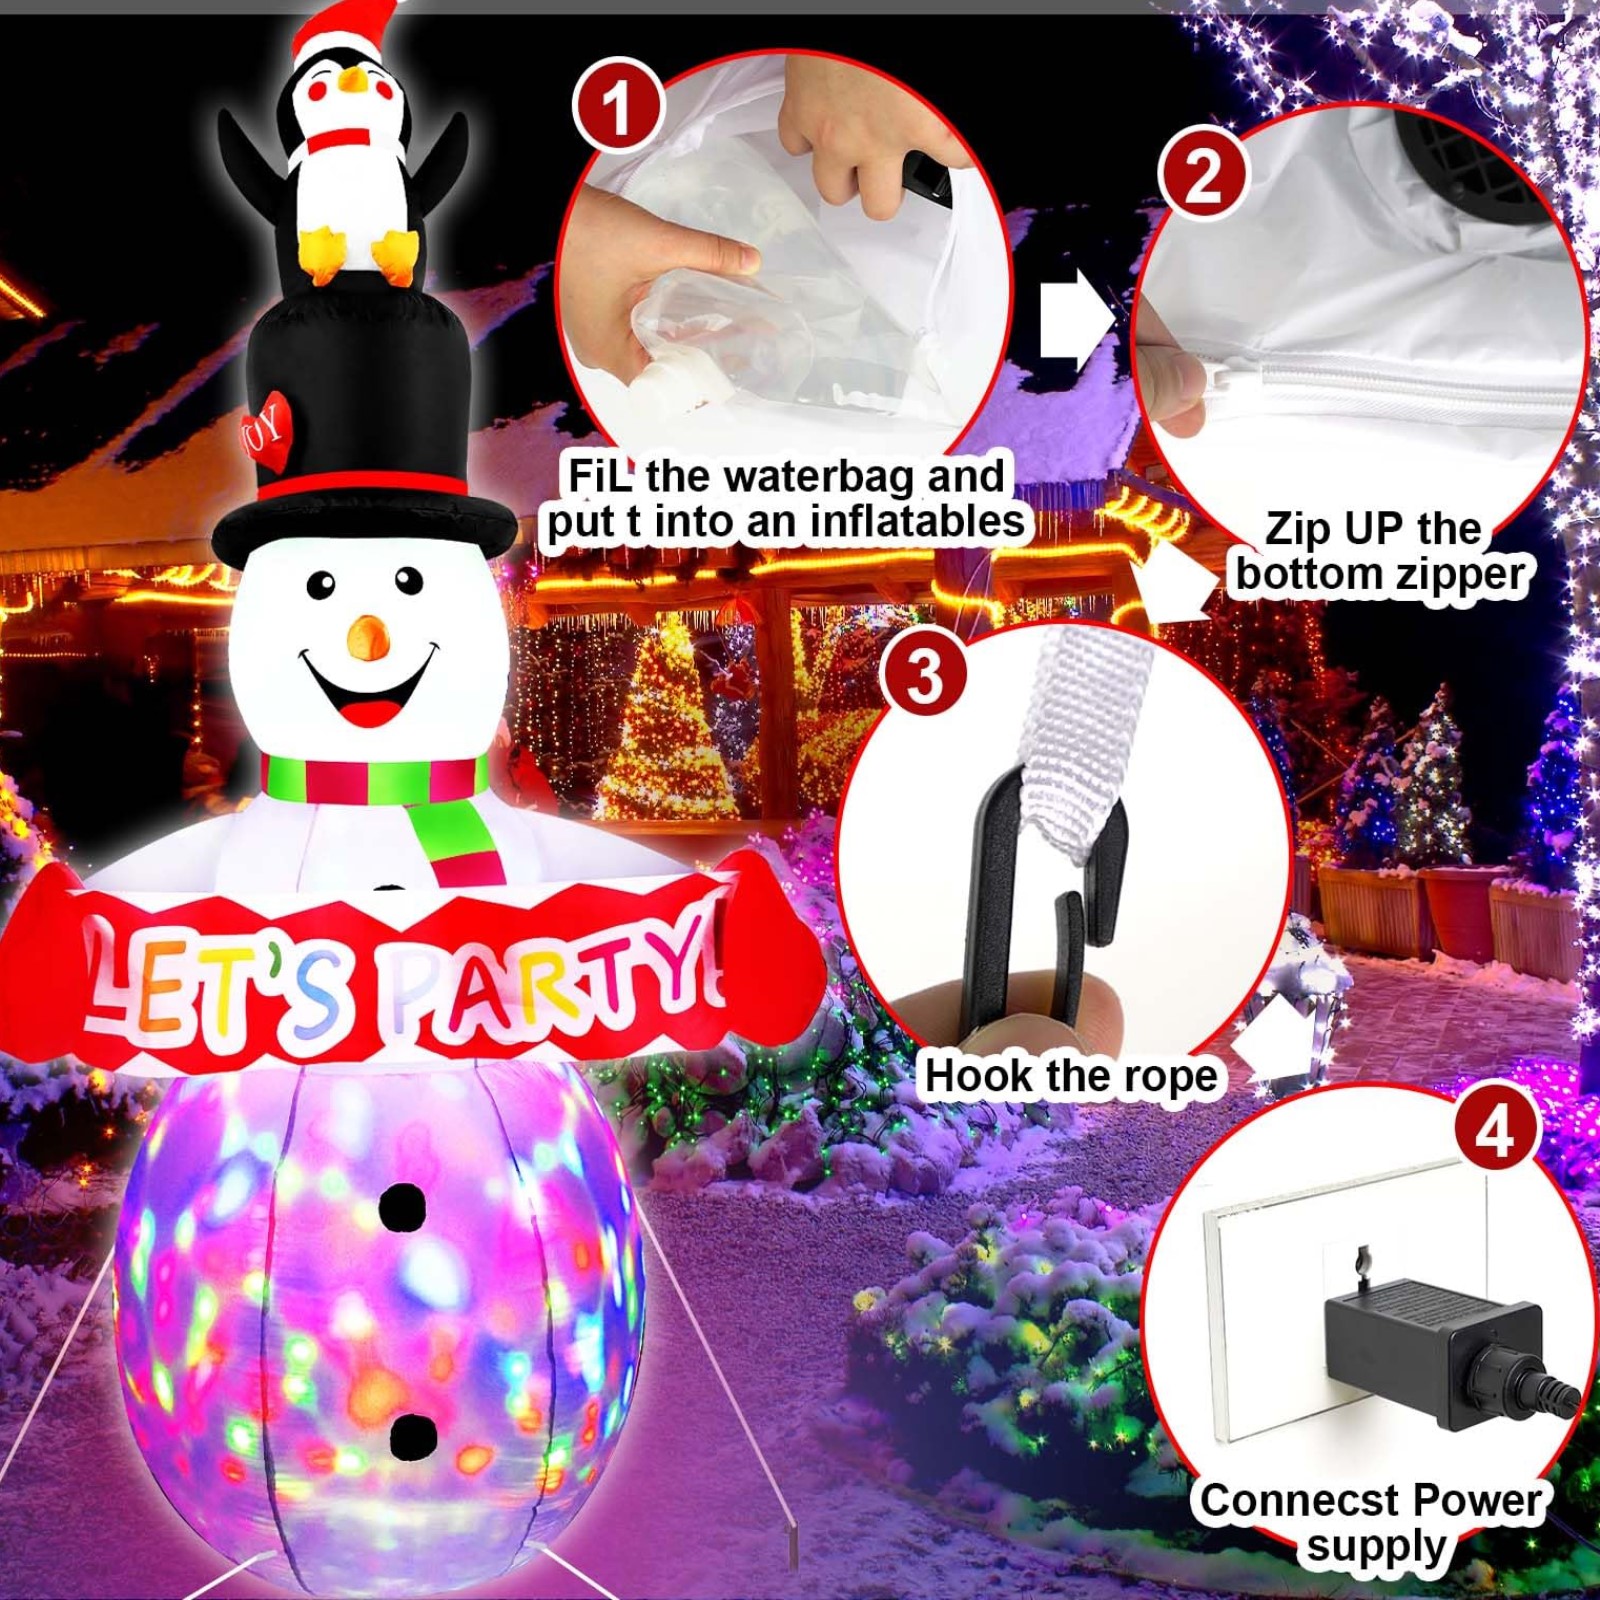 1
FiL the waterbag and
put t into an inflatables
2
Zip UP the
bottom zipper
3
Hook the rope
4
Connecst Power
supply
JOY
LET'S PARTY!